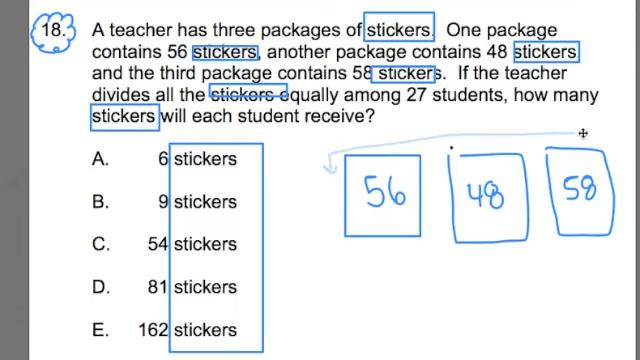 18. A teacher has three packages of stickers. One package
contains 56 stickers, another package contains 48 stickers
and the third package contains 58 stickers. If the teacher
divides all the stickers equally among 27 students, how many
stickers will each student receive?
A. 6 stickers
B. 9 stickers
C. 54 stickers
D. 81 stickers
E. 162 stickers
56 48 58